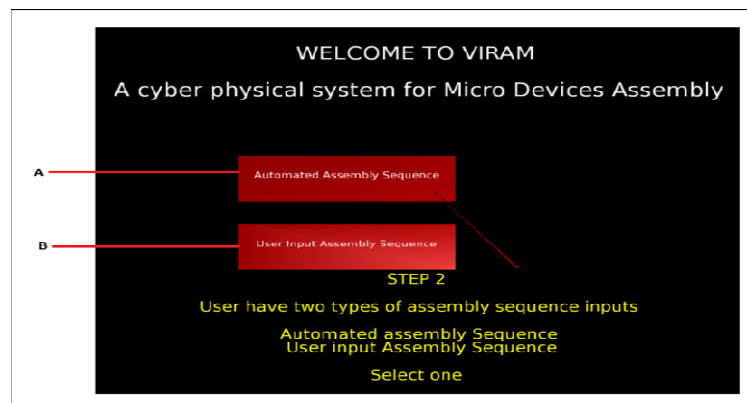 WELCOME TO VIRAM
A cyber physical system for Micro Devices Assembly
A
Automated Assembly Sequence
B
User Input Assembly Sequence
STEP 2
User have two types of assembly sequence inputs
Automated assembly Sequence
User input Assembly Sequence
Select one